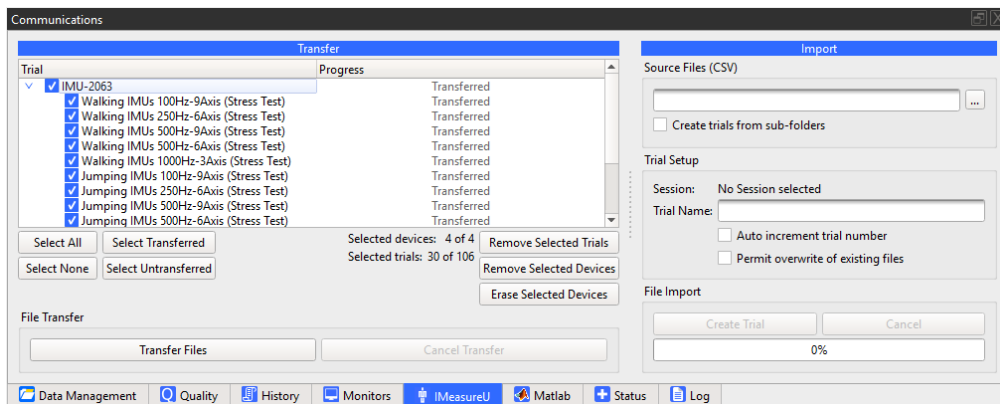 Communications
Transfer
Trial Progress
IMU-2063 Transferred
Walking IMUs 100Hz-9Axis (Stress Test) Transferred
Walking IMUs 250Hz-6Axis (Stress Test) Transferred
Walking IMUs 500Hz-9Axis (Stress Test) Transferred
Walking IMUs 500Hz-6Axis (Stress Test) Transferred
Walking IMUs 1000Hz-3Axis (Stress Test) Transferred
Jumping IMUs 100Hz-9Axis (Stress Test) Transferred
Jumping IMUs 250Hz-6Axis (Stress Test) Transferred
Jumping IMUs 500Hz-9Axis (Stress Test) Transferred
Jumping IMUs 500Hz-6Axis (Stress Test) Transferred
Select All Select Transferred Selected devices: 4 of 4 Remove Selected Trials
Select None Select Untransferred Selected trials: 30 of 106 Remove Selected Devices
Erase Selected Devices
File Transfer
Transfer Files Cancel Transfer
Import
Source Files (CSV)
...
Create trials from sub-folders
Trial Setup
Session: No Session selected
Trial Name:
Auto increment trial number
Permit overwrite of existing files
File Import
Create Trial Cancel
0%
Data Management Quality History Monitors IMeasureU Matlab Status Log